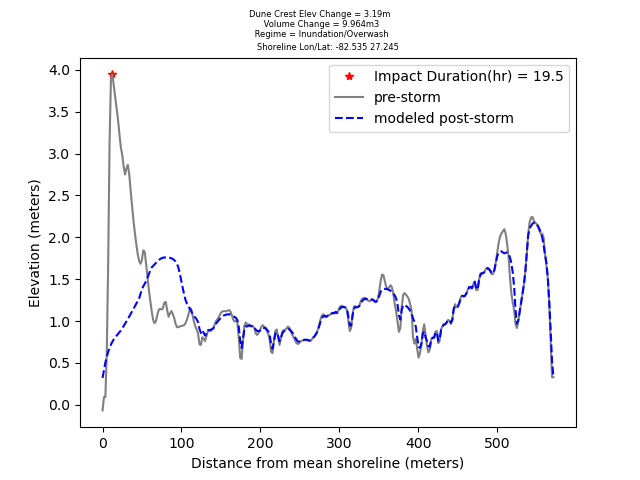 Dune Crest Elev Change = 3.19m
Volume Change = 9.964m3
Regime = Inundation/Overwash
Shoreline Lon/Lat: -82.535 27.245
Impact Duration(hr) = 19.5
pre-storm
modeled post-storm
Elevation (meters)
4.0
3.5
3.0
2.5
2.0
1.5
1.0
0.5
0.0
0 100 200 300 400 500
Distance from mean shoreline (meters)